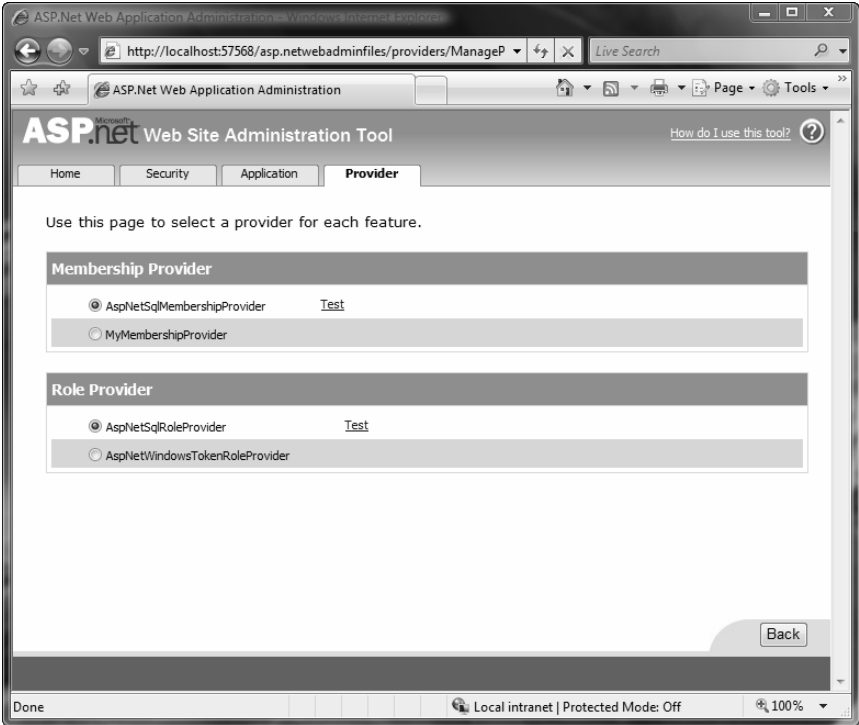 ASP.Net Web Application Administration - Windows Internet Explorer
http://localhost:57568/asp.netwebadminfiles/providers/ManageP
Live Search
ASP.Net Web Application Administration
Page
Tools
»
Microsoft
ASP.net Web Site Administration Tool
How do I use this tool? ?
Home Security Application Provider
Use this page to select a provider for each feature.
Membership Provider
AspNetSqlMembershipProvider Test
MyMembershipProvider
Role Provider
AspNetSqlRoleProvider Test
AspNetWindowsTokenRoleProvider
Back
Done Local intranet | Protected Mode: Off 100%